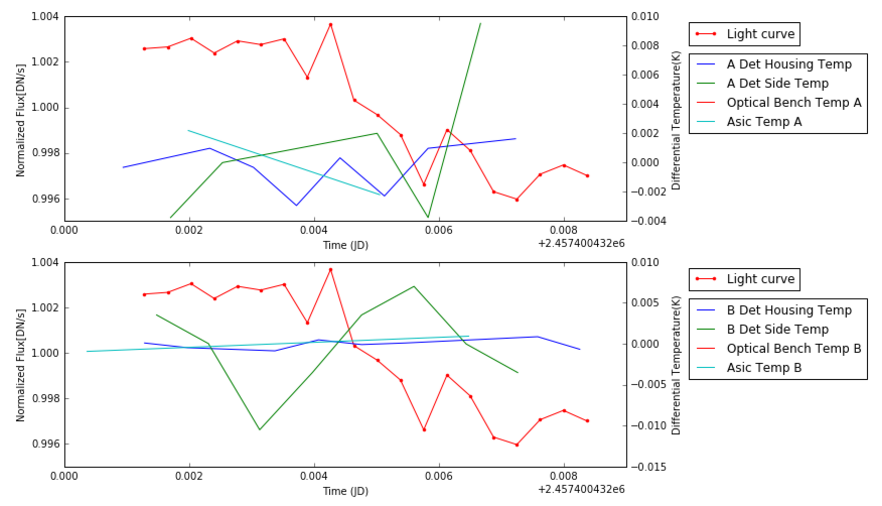 1.004
1.002
1.000
0.998
0.996
Normalized Flux[DN/s]
0.010
0.008
0.006
0.004
0.002
0.000
−0.002
−0.004
Differential Temperature(K)
0.000 0.002 0.004 0.006 0.008
Time (JD)
+2.457400432e6
Light curve
A Det Housing Temp
A Det Side Temp
Optical Bench Temp A
Asic Temp A
1.004
1.002
1.000
0.998
0.996
Normalized Flux[DN/s]
0.010
0.005
0.000
−0.005
−0.010
−0.015
Differential Temperature(K)
0.000 0.002 0.004 0.006 0.008
Time (JD)
+2.457400432e6
Light curve
B Det Housing Temp
B Det Side Temp
Optical Bench Temp B
Asic Temp B